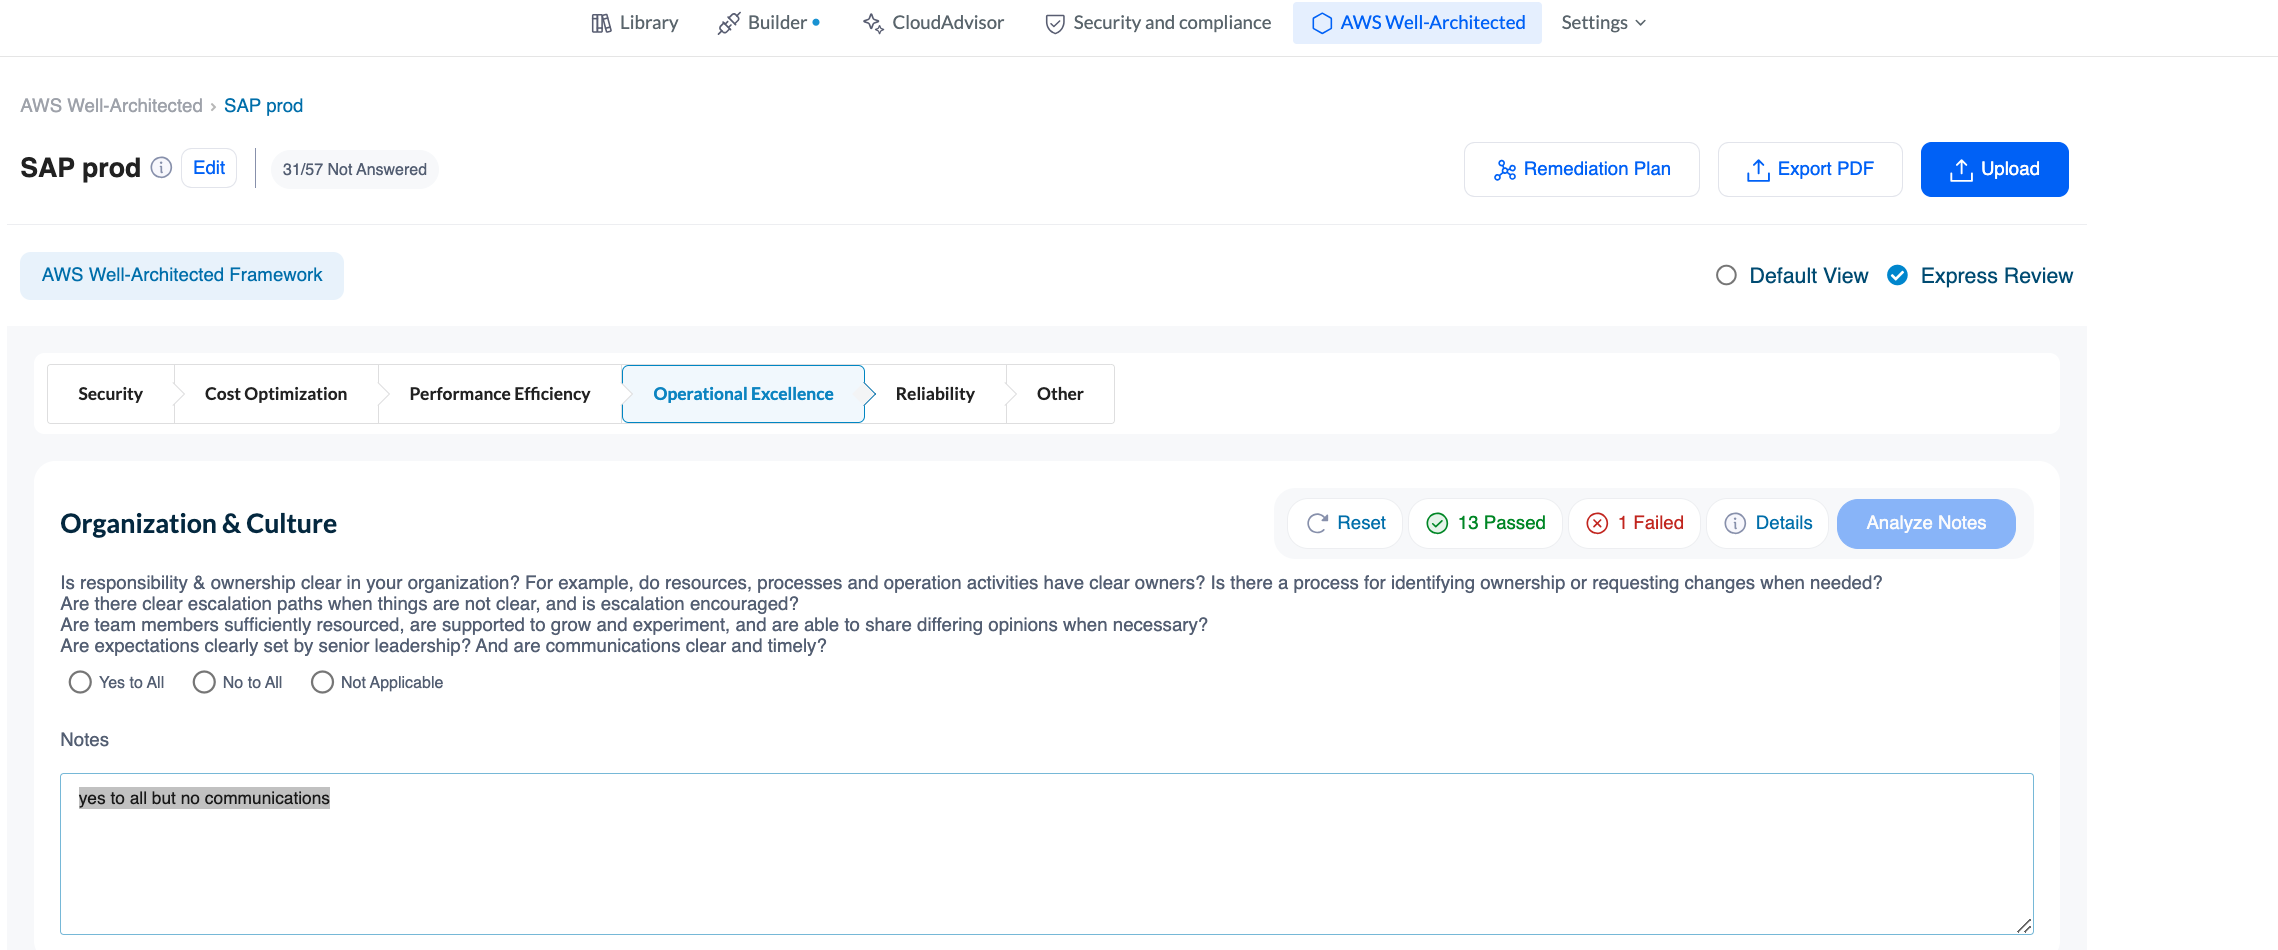 Library Builder CloudAdvisor Security and compliance AWS Well-Architected Settings
AWS Well-Architected › SAP prod
SAP prod Edit 31/57 Not Answered Remediation Plan Export PDF Upload
AWS Well-Architected Framework Default View Express Review
Security Cost Optimization Performance Efficiency Operational Excellence Reliability Other
Organization & Culture Reset 13 Passed 1 Failed Details Analyze Notes
Is responsibility & ownership clear in your organization? For example, do resources, processes and operation activities have clear owners? Is there a process for identifying ownership or requesting changes when needed?
Are there clear escalation paths when things are not clear, and is escalation encouraged?
Are team members sufficiently resourced, are supported to grow and experiment, and are able to share differing opinions when necessary?
Are expectations clearly set by senior leadership? And are communications clear and timely?
Yes to All No to All Not Applicable
Notes
yes to all but no communications